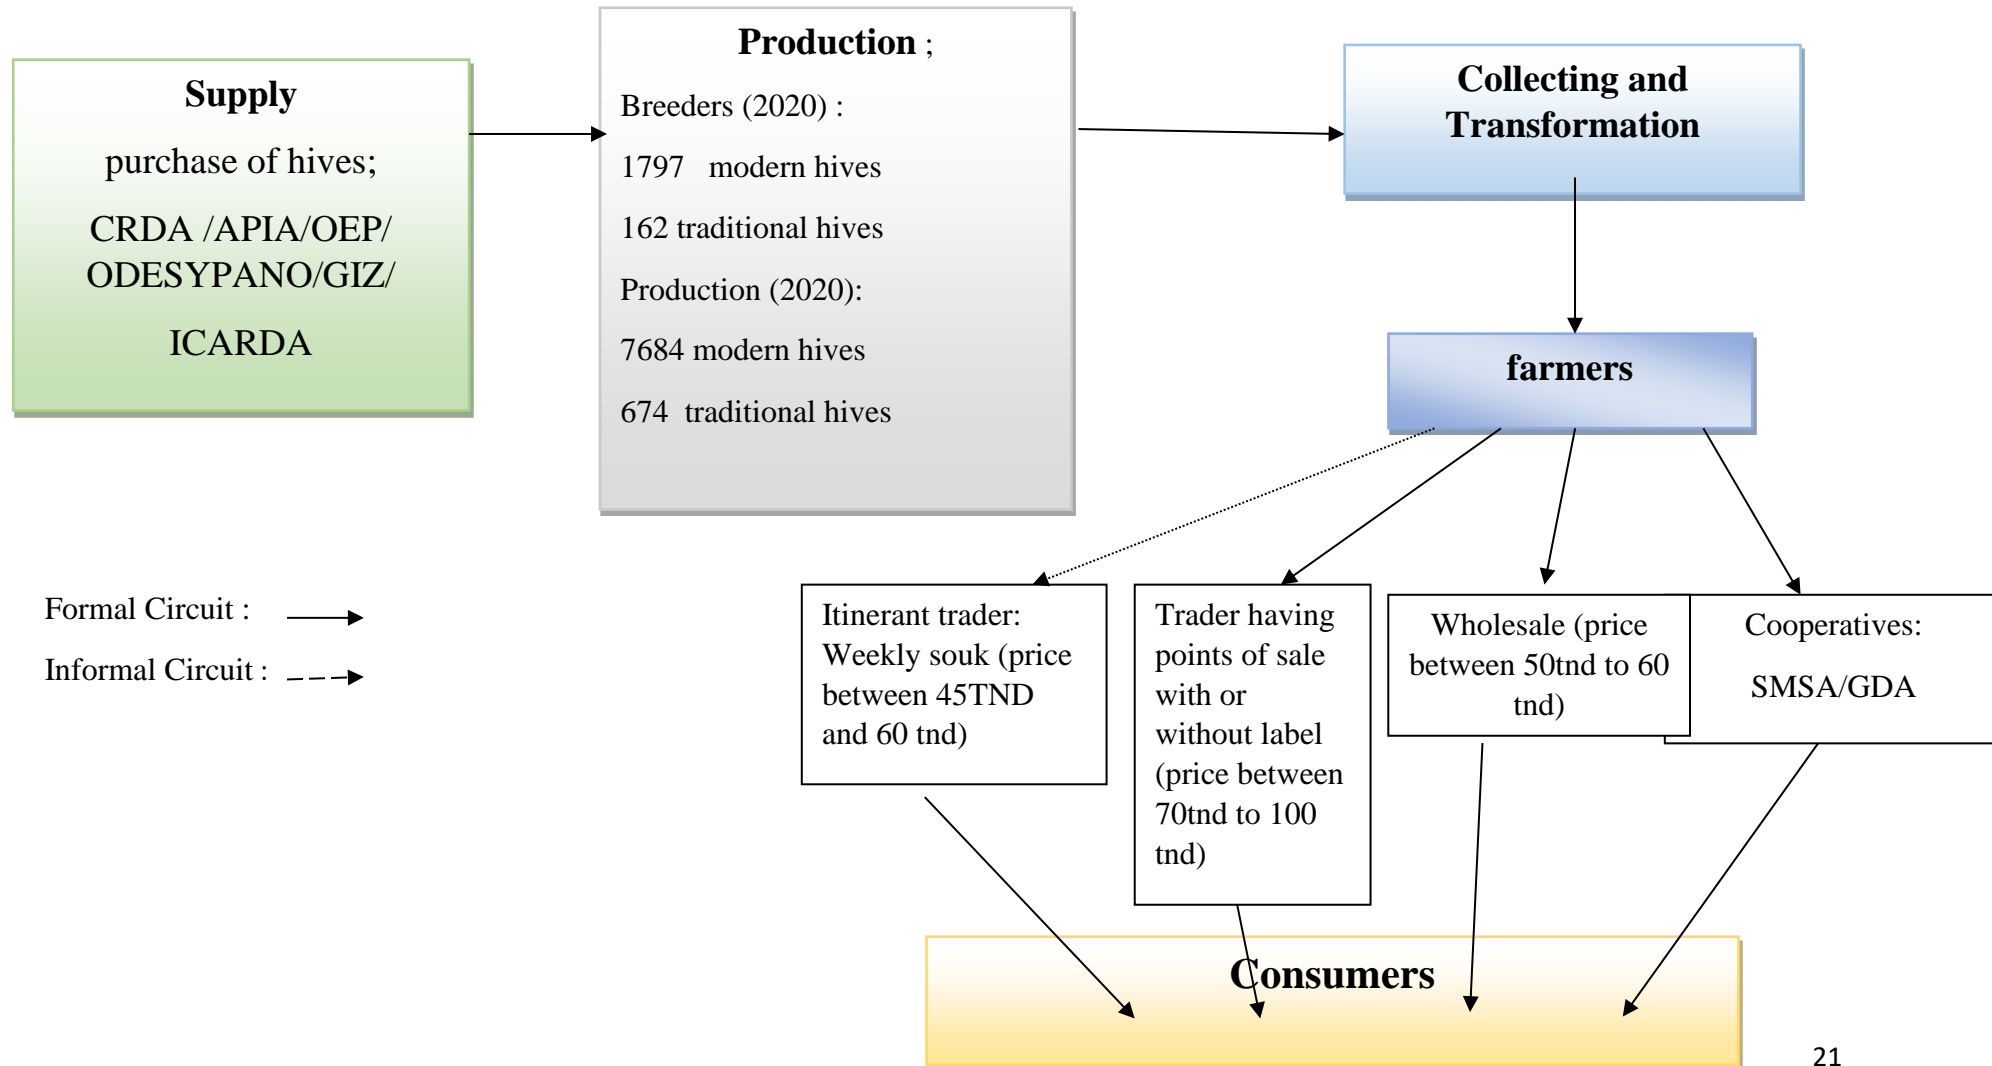 Supply
purchase of hives;
CRDA /APIA/OEP/
ODESYPANO/GIZ/
ICARDA
Production ;
Breeders (2020) :
1797 modern hives
162 traditional hives
Production (2020):
7684 modern hives
674 traditional hives
Collecting and
Transformation
farmers
Formal Circuit :
Informal Circuit :
Itinerant trader:
Weekly souk (price
between 45TND
and 60 tnd)
Trader having
points of sale
with or
without label
(price between
70tnd to 100
tnd)
Wholesale (price
between 50tnd to 60
tnd)
Cooperatives:
SMSA/GDA
Consumers
21